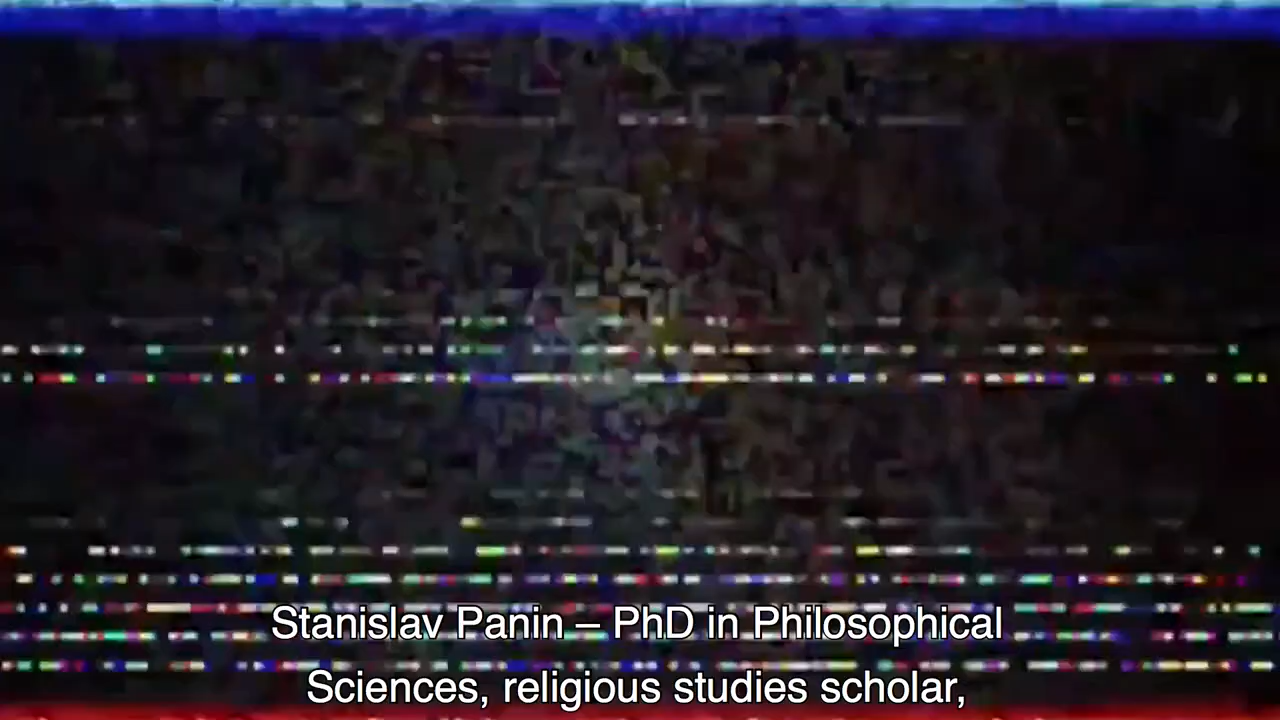 Stanislav Panin – PhD in Philosophical
Sciences, religious studies scholar,